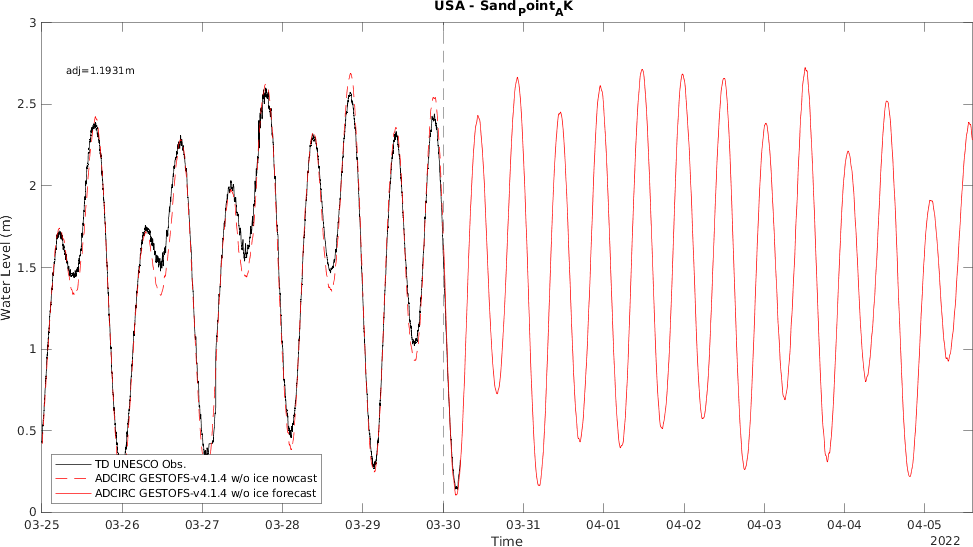 USA - Sand_Point_AK
3
2.5
2
1.5
1
0.5
0
Water Level (m)
adj=1.1931m
TD UNESCO Obs.
ADCIRC GESTOFS-v4.1.4 w/o ice nowcast
ADCIRC GESTOFS-v4.1.4 w/o ice forecast
03-25 03-26 03-27 03-28 03-29 03-30 03-31 04-01 04-02 04-03 04-04 04-05
Time
2022